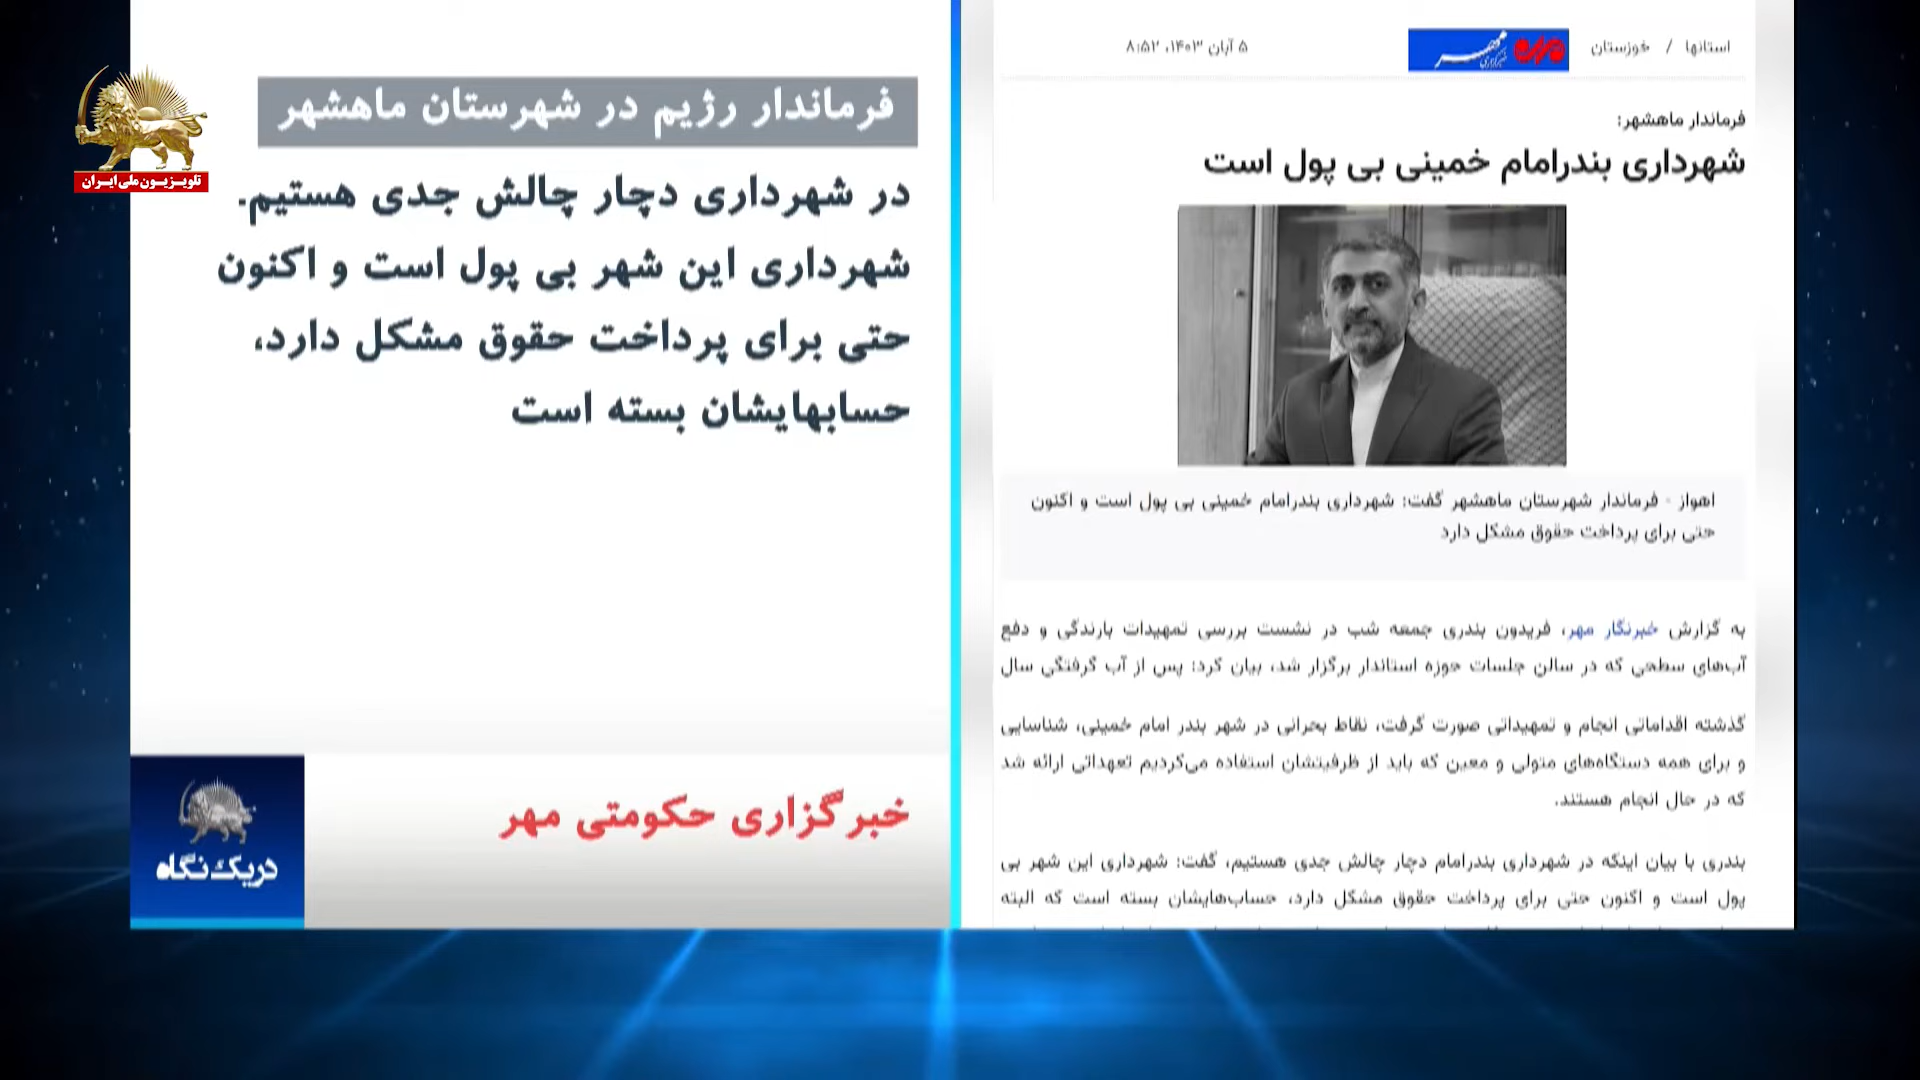 تلویزیون ملی ایران
استانها / خوزستان
خبرگزاری مهر
۵ آبان ۱۴۰۳، ۸:۵۲
فرماندار ماهشهر:
شهرداری بندرامام خمینی بی پول است
اهواز - فرماندار شهرستان ماهشهر گفت: شهرداری بندرامام خمینی بی پول است و اکنون
حتی برای پرداخت حقوق مشکل دارد
به گزارش خبرنگار مهر، فریدون بندری جمعه شب در نشست بررسی تمهیدات بارندگی و دفع
آب‌های سطحی که در سالن جلسات حوزه استاندار برگزار شد، بیان کرد: پس از آب گرفتگی سال
گذشته اقداماتی انجام و تمهیداتی صورت گرفت، نقاط بحرانی در شهر بندر امام خمینی، شناسایی
و برای همه دستگاه‌های متولی و معین که باید از ظرفیتشان استفاده می‌کردیم تعهداتی ارائه شد
که در حال انجام هستند.
بندری با بیان اینکه در شهرداری بندرامام دچار چالش جدی هستیم، گفت: شهرداری این شهر بی
پول است و اکنون حتی برای پرداخت حقوق مشکل دارد، حساب‌هایشان بسته است که البته
فرماندار رژیم در شهرستان ماهشهر
در شهرداری دچار چالش جدی هستیم.
شهرداری این شهر بی پول است و اکنون
حتی برای پرداخت حقوق مشکل دارد،
حسابهایشان بسته است
خبرگزاری حکومتی مهر
دریک نگاه